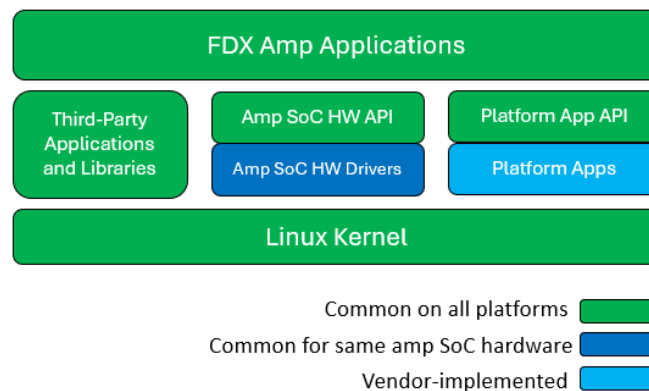 FDX Amp Applications
Third-Party
Applications
and Libraries
Amp SoC HW API
Amp SoC HW Drivers
Platform App API
Platform Apps
Linux Kernel
Common on all platforms
Common for same amp SoC hardware
Vendor-implemented